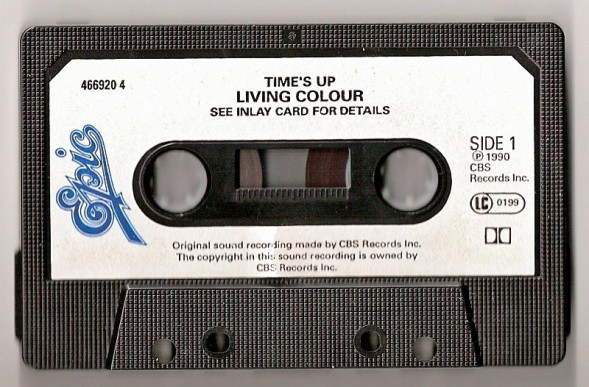 466920 4
TIME'S UP
LIVING COLOUR
SEE INLAY CARD FOR DETAILS
Epic
SIDE 1
Ⓟ 1990
CBS
Records Inc.
LC 0199
Original sound recording made by CBS Records Inc.
The copyright in this sound recording is owned by
CBS Records Inc.